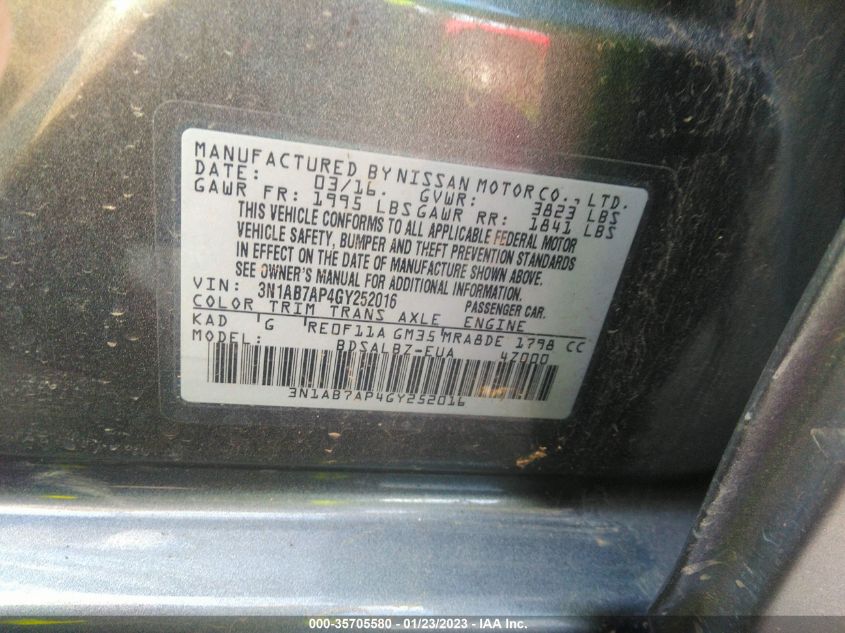 MANUFACTURED BY NISSAN MOTOR CO., LTD.
DATE: 03/16. GVWR: 3823 LBS
GAWR FR: 1995 LBS GAWR RR: 1841 LBS
THIS VEHICLE CONFORMS TO ALL APPLICABLE FEDERAL MOTOR
VEHICLE SAFETY, BUMPER AND THEFT PREVENTION STANDARDS
IN EFFECT ON THE DATE OF MANUFACTURE SHOWN ABOVE.
SEE OWNER'S MANUAL FOR ADDITIONAL INFORMATION.
VIN: 3N1AB7AP4GY252016 PASSENGER CAR.
COLOR TRIM TRANS AXLE ENGINE
KAD G RE0F11A GM35 MRA8DE 1798 CC
MODEL: BDSALBZ-EUA 4Z000
3N1AB7AP4GY252016
000-35705580 - 01/23/2023 - IAA Inc.